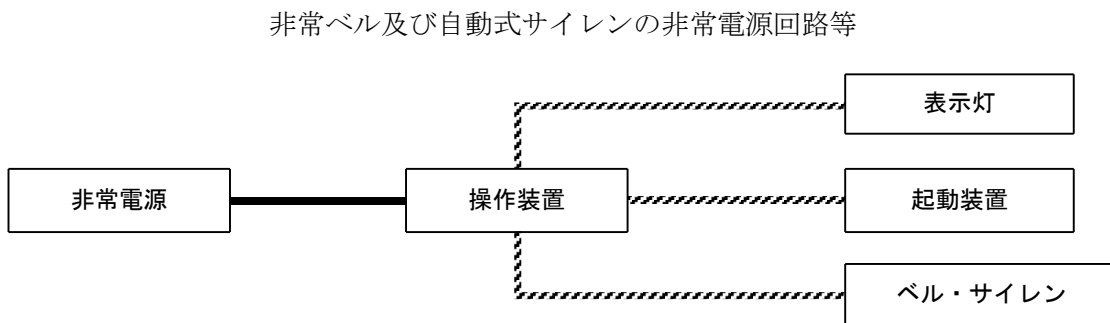 非常ベル及び自動式サイレンの非常電源回路等
表示灯
非常電源
操作装置
起動装置
ベル・サイレン